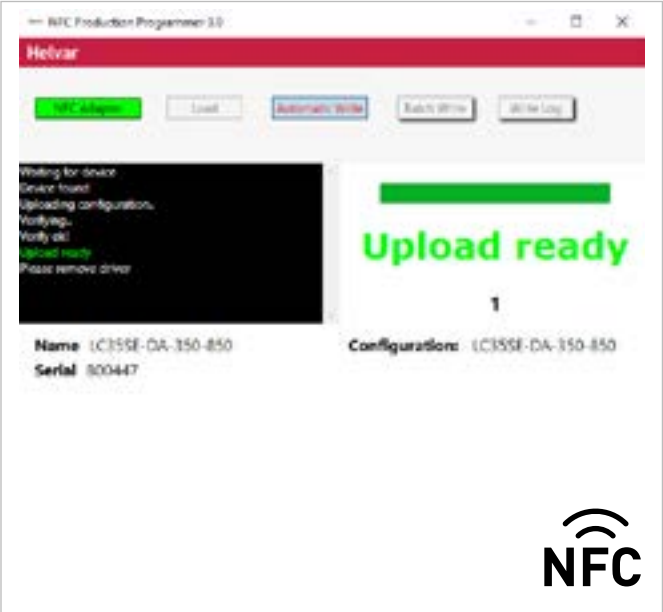 NFC Production Programmer 3.0
Helvar
NFC Adapter
Load
Automatic Write
Batch Write
Write Log
Waiting for device
Device found
Uploading configuration..
Verifying..
Verify ok!
Upload ready
Please remove driver
Upload ready
1
Name LC35SE-DA-350-850
Configuration: LC35SE-DA-350-850
Serial 800447
NFC